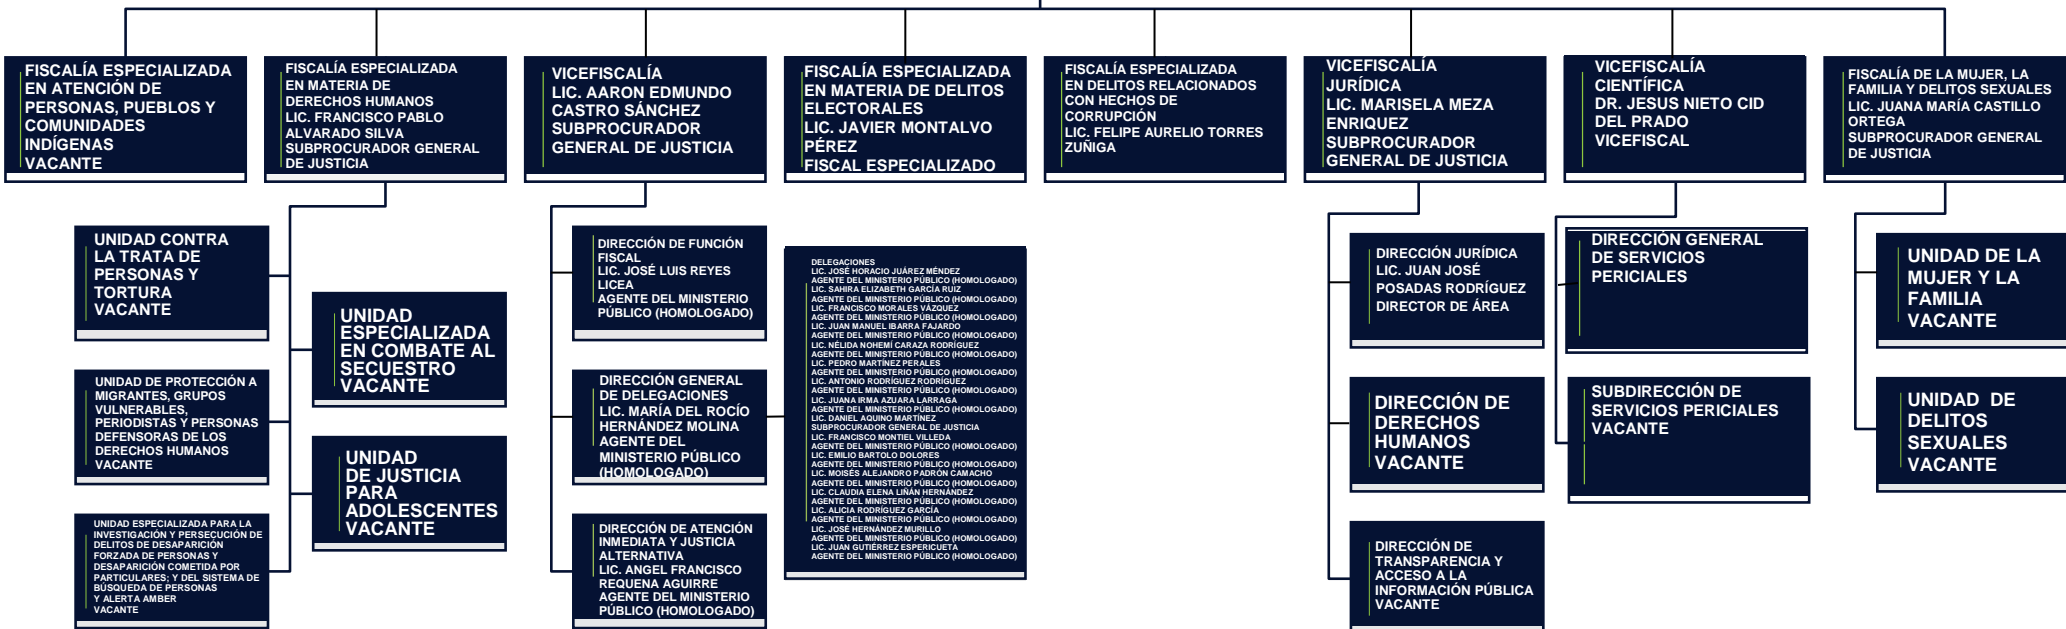 FISCALÍA ESPECIALIZADA
EN ATENCIÓN DE
PERSONAS, PUEBLOS Y
COMUNIDADES
INDÍGENAS
VACANTE
FISCALÍA ESPECIALIZADA
EN MATERIA DE
DERECHOS HUMANOS
LIC. FRANCISCO PABLO
ALVARADO SILVA
SUBPROCURADOR GENERAL
DE JUSTICIA
VICEFISCALÍA
LIC. AARON EDMUNDO
CASTRO SÁNCHEZ
SUBPROCURADOR
GENERAL DE JUSTICIA
FISCALÍA ESPECIALIZADA
EN MATERIA DE DELITOS
ELECTORALES
LIC. JAVIER MONTALVO
PÉREZ
FISCAL ESPECIALIZADO
FISCALÍA ESPECIALIZADA
EN DELITOS RELACIONADOS
CON HECHOS DE
CORRUPCIÓN
LIC. FELIPE AURELIO TORRES
ZUÑIGA
VICEFISCALÍA
JURÍDICA
LIC. MARISELA MEZA
ENRIQUEZ
SUBPROCURADOR
GENERAL DE JUSTICIA
VICEFISCALÍA
CIENTÍFICA
DR. JESUS NIETO CID
DEL PRADO
VICEFISCAL
FISCALÍA DE LA MUJER, LA
FAMILIA Y DELITOS SEXUALES
LIC. JUANA MARÍA CASTILLO
ORTEGA
SUBPROCURADOR GENERAL
DE JUSTICIA
UNIDAD CONTRA
LA TRATA DE
PERSONAS Y
TORTURA
VACANTE
UNIDAD
ESPECIALIZADA
EN COMBATE AL
SECUESTRO
VACANTE
UNIDAD DE PROTECCIÓN A
MIGRANTES, GRUPOS
VULNERABLES,
PERIODISTAS Y PERSONAS
DEFENSORAS DE LOS
DERECHOS HUMANOS
VACANTE
UNIDAD
DE JUSTICIA
PARA
ADOLESCENTES
VACANTE
UNIDAD ESPECIALIZADA PARA LA
INVESTIGACIÓN Y PERSECUCIÓN DE
DELITOS DE DESAPARICIÓN
FORZADA DE PERSONAS Y
DESAPARICIÓN COMETIDA POR
PARTICULARES; Y DEL SISTEMA DE
BÚSQUEDA DE PERSONAS
Y ALERTA AMBER
VACANTE
DIRECCIÓN DE FUNCIÓN
FISCAL
LIC. JOSÉ LUIS REYES
LICEA
AGENTE DEL MINISTERIO
PÚBLICO (HOMOLOGADO)
DIRECCIÓN GENERAL
DE DELEGACIONES
LIC. MARÍA DEL ROCÍO
HERNÁNDEZ MOLINA
AGENTE DEL
MINISTERIO PÚBLICO
(HOMOLOGADO)
DIRECCIÓN DE ATENCIÓN
INMEDIATA Y JUSTICIA
ALTERNATIVA
LIC. ANGEL FRANCISCO
REQUENA AGUIRRE
AGENTE DEL MINISTERIO
PÚBLICO (HOMOLOGADO)
DELEGACIONES
LIC. JOSÉ HORACIO JUÁREZ MÉNDEZ
AGENTE DEL MINISTERIO PÚBLICO (HOMOLOGADO)
LIC. SAHIRA ELIZABETH GARCÍA RUIZ
AGENTE DEL MINISTERIO PÚBLICO (HOMOLOGADO)
LIC. FRANCISCO MORALES VÁZQUEZ
AGENTE DEL MINISTERIO PÚBLICO (HOMOLOGADO)
LIC. JUAN MANUEL IBARRA FAJARDO
AGENTE DEL MINISTERIO PÚBLICO (HOMOLOGADO)
LIC. NÉLIDA NOHEMÍ CARAZA RODRÍGUEZ
AGENTE DEL MINISTERIO PÚBLICO (HOMOLOGADO)
LIC. PEDRO MARTÍNEZ PERALES
AGENTE DEL MINISTERIO PÚBLICO (HOMOLOGADO)
LIC. ANTONIO RODRÍGUEZ RODRÍGUEZ
AGENTE DEL MINISTERIO PÚBLICO (HOMOLOGADO)
LIC. JUANA IRMA AZUARA LARRAGA
AGENTE DEL MINISTERIO PÚBLICO (HOMOLOGADO)
LIC. DANIEL AQUINO MARTÍNEZ
SUBPROCURADOR GENERAL DE JUSTICIA
LIC. FRANCISCO MONTIEL VILLEDA
AGENTE DEL MINISTERIO PÚBLICO (HOMOLOGADO)
LIC. EMILIO BARTOLO DOLORES
AGENTE DEL MINISTERIO PÚBLICO (HOMOLOGADO)
LIC. MOISÉS ALEJANDRO PADRÓN CAMACHO
AGENTE DEL MINISTERIO PÚBLICO (HOMOLOGADO)
LIC. CLAUDIA ELENA LIÑÁN HERNÁNDEZ
AGENTE DEL MINISTERIO PÚBLICO (HOMOLOGADO)
LIC. ALICIA RODRÍGUEZ GARCÍA
AGENTE DEL MINISTERIO PÚBLICO (HOMOLOGADO)
LIC. JOSÉ HERNÁNDEZ MURILLO
AGENTE DEL MINISTERIO PÚBLICO (HOMOLOGADO)
LIC. JUAN GUTIÉRREZ ESPERICUETA
AGENTE DEL MINISTERIO PÚBLICO (HOMOLOGADO)
DIRECCIÓN JURÍDICA
LIC. JUAN JOSÉ
POSADAS RODRÍGUEZ
DIRECTOR DE ÁREA
DIRECCIÓN DE
DERECHOS
HUMANOS
VACANTE
DIRECCIÓN DE
TRANSPARENCIA Y
ACCESO A LA
INFORMACIÓN PÚBLICA
VACANTE
DIRECCIÓN GENERAL
DE SERVICIOS
PERICIALES
SUBDIRECCIÓN DE
SERVICIOS PERICIALES
VACANTE
UNIDAD DE LA
MUJER Y LA
FAMILIA
VACANTE
UNIDAD DE
DELITOS
SEXUALES
VACANTE